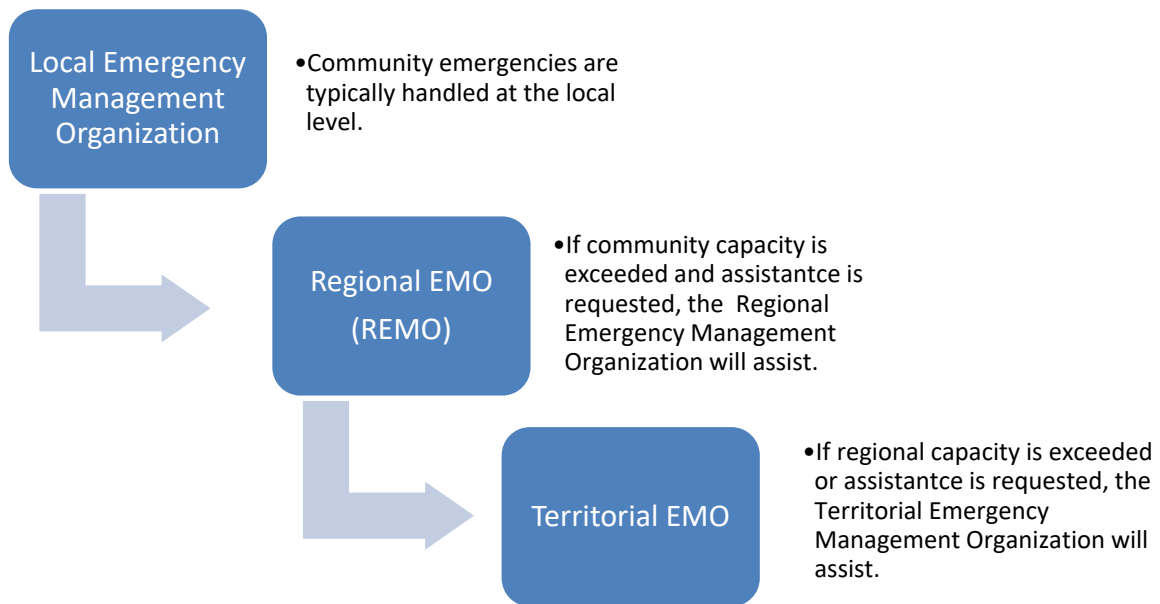 Local Emergency
Management
Organization
•Community emergencies are
typically handled at the local
level.
Regional EMO
(REMO)
•If community capacity is
exceeded and assistantce is
requested, the Regional
Emergency Management
Organization will assist.
Territorial EMO
•If regional capacity is exceeded
or assistantce is requested, the
Territorial Emergency
Management Organization will
assist.